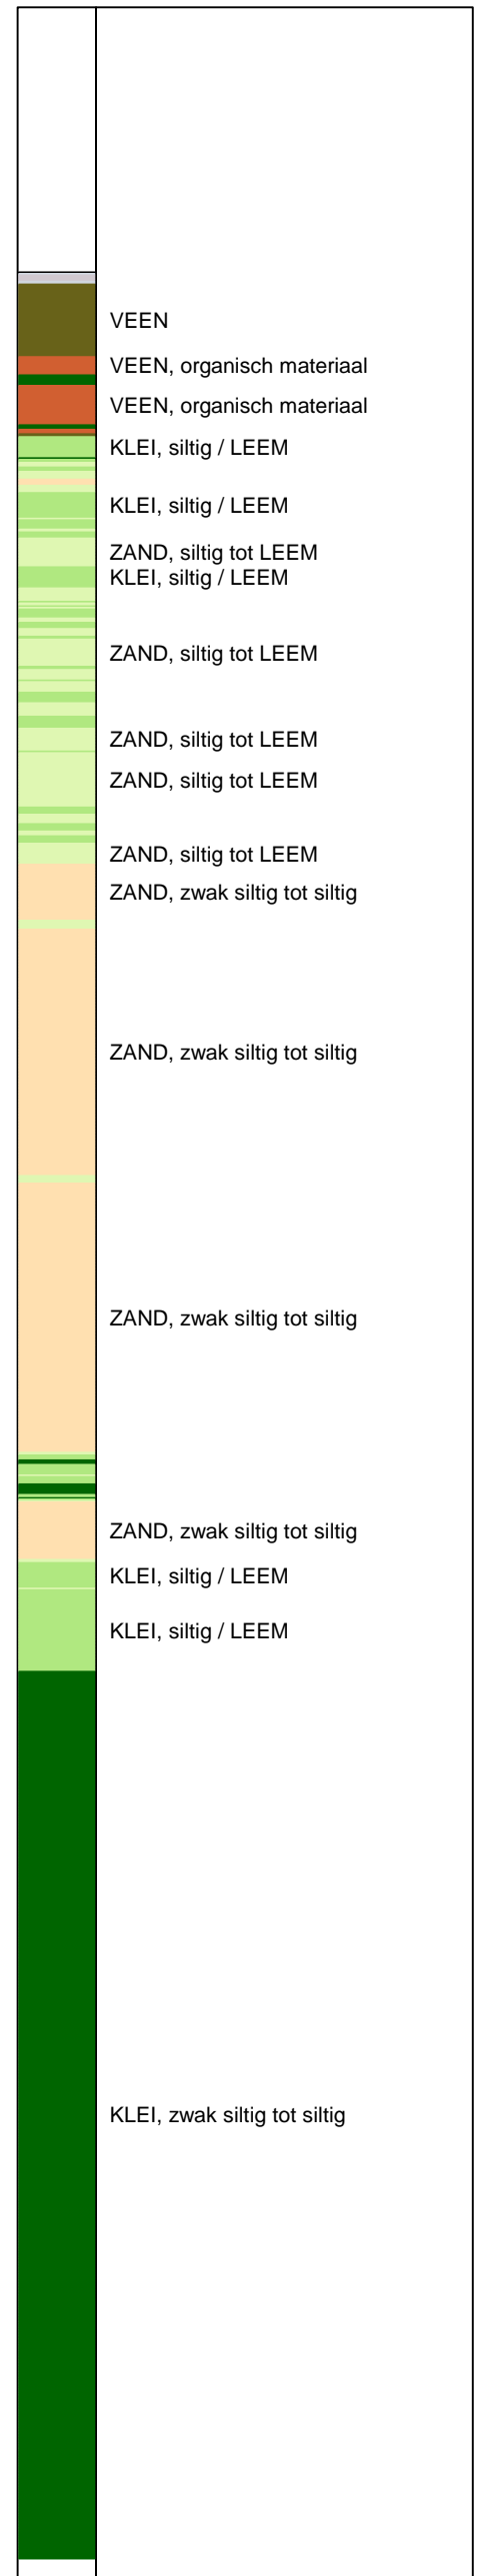 VEEN
VEEN, organisch materiaal
VEEN, organisch materiaal
KLEI, siltig / LEEM
KLEI, siltig / LEEM
ZAND, siltig tot LEEM
KLEI, siltig / LEEM
ZAND, siltig tot LEEM
ZAND, siltig tot LEEM
ZAND, siltig tot LEEM
ZAND, siltig tot LEEM
ZAND, zwak siltig tot siltig
ZAND, zwak siltig tot siltig
ZAND, zwak siltig tot siltig
ZAND, zwak siltig tot siltig
KLEI, siltig / LEEM
KLEI, siltig / LEEM
KLEI, zwak siltig tot siltig